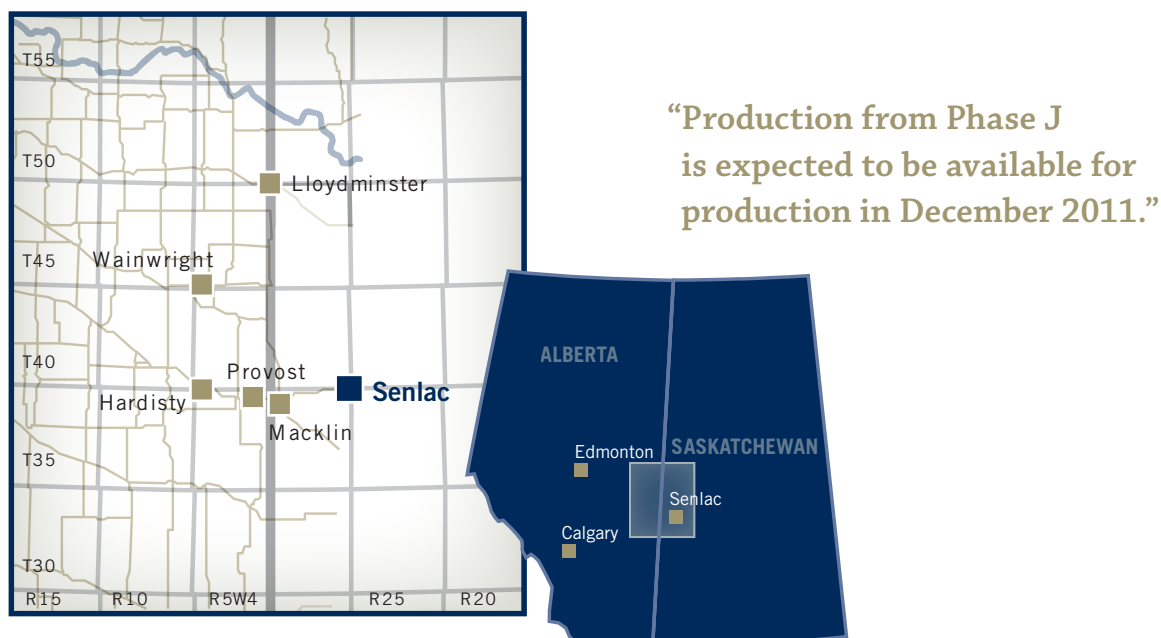 T55
T50
Lloydminster
T45
Wainwright
T40
Provost
Senlac
Hardisty
Macklin
T35
T30
R15 R10 R5W4 R25 R20
“Production from Phase J
is expected to be available for
production in December 2011.”
ALBERTA
SASKATCHEWAN
Edmonton
Senlac
Calgary